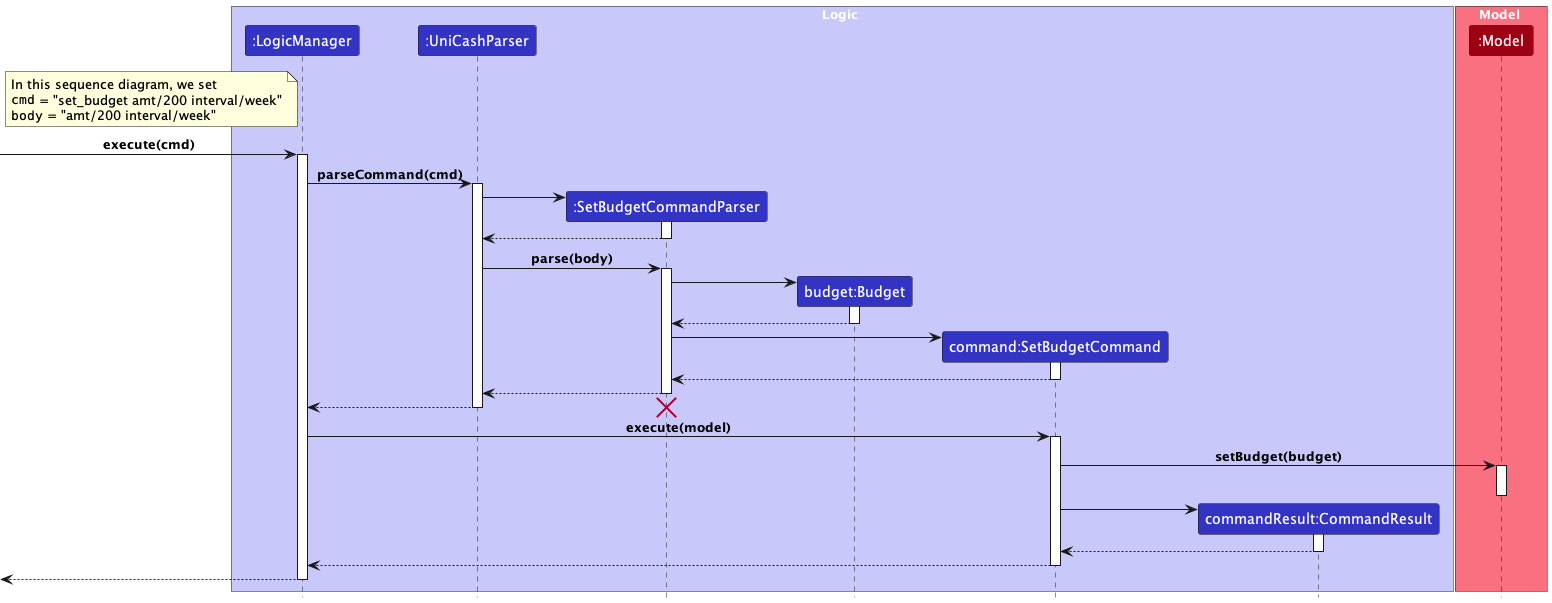 Logic
Model
:LogicManager
:UniCashParser
:Model
In this sequence diagram, we set
cmd = "set_budget amt/200 interval/week"
body = "amt/200 interval/week"
execute(cmd)
parseCommand(cmd)
:SetBudgetCommandParser
parse(body)
budget:Budget
command:SetBudgetCommand
execute(model)
setBudget(budget)
commandResult:CommandResult